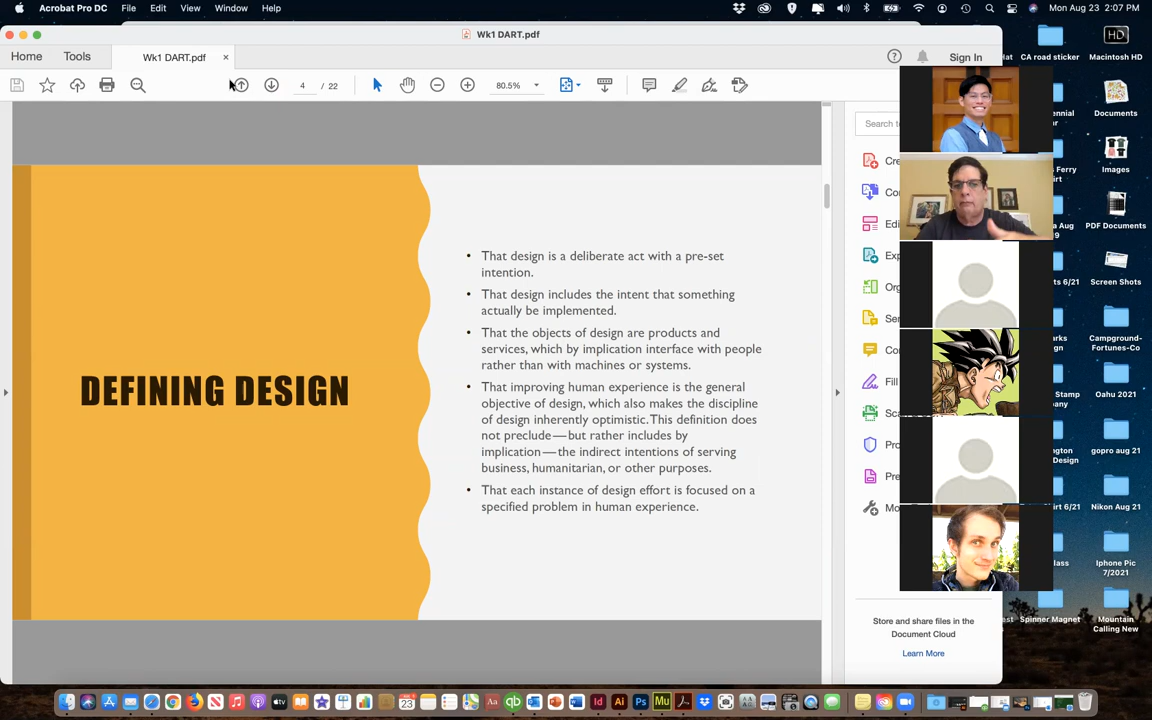 Acrobat Pro DC File Edit View Window Help
Mon Aug 23 2:07 PM
Wk1 DART.pdf
Home Tools Wk1 DART.pdf × Sign In
4 / 22 80.5%
Search to
DEFINING DESIGN
• That design is a deliberate act with a pre-set
intention.
• That design includes the intent that something
actually be implemented.
• That the objects of design are products and
services, which by implication interface with people
rather than with machines or systems.
• That improving human experience is the general
objective of design, which also makes the discipline
of design inherently optimistic. This definition does
not preclude—but rather includes by
implication—the indirect intentions of serving
business, humanitarian, or other purposes.
• That each instance of design effort is focused on a
specified problem in human experience.
Store and share files in the
Document Cloud
Learn More
CA road sticker
Macintosh HD
Documents
Images
PDF Documents
Screen Shots
Campground-
Fortunes-Co
Oahu 2021
gopro aug 21
Nikon Aug 21
Iphone Pic
7/2021
Spinner Magnet
Mountain
Calling New